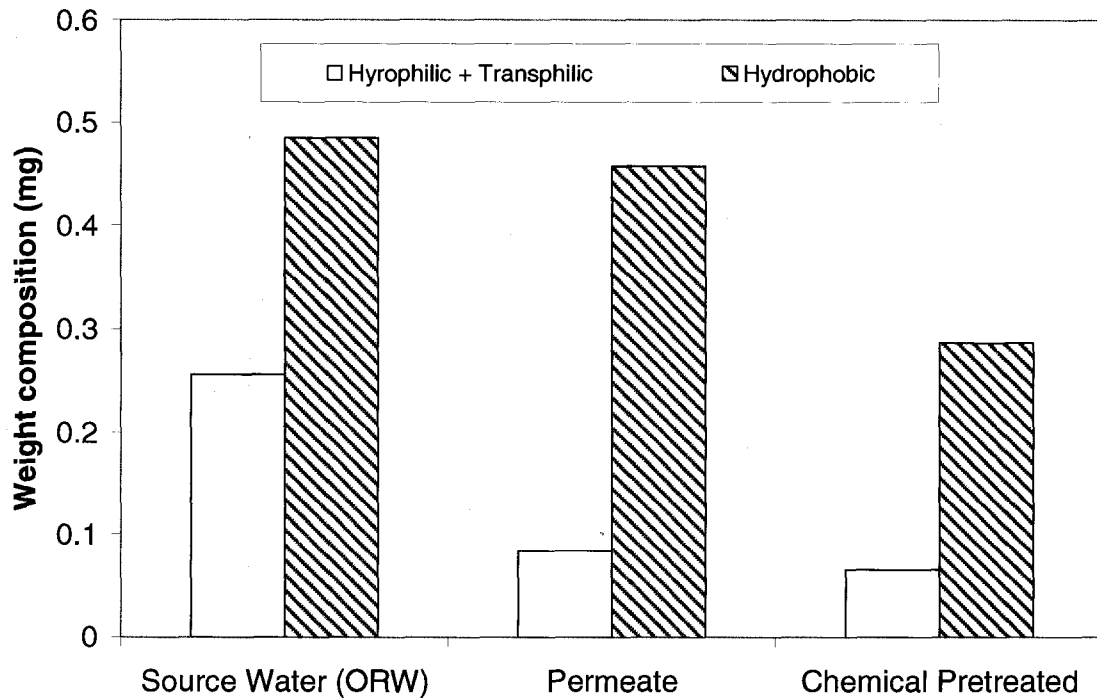 0.6
Hyrophilic + Transphilic Hydrophobic
0.5
0.4
0.3
0.2
0.1
0
Weight composition (mg)
Source Water (ORW) Permeate Chemical Pretreated